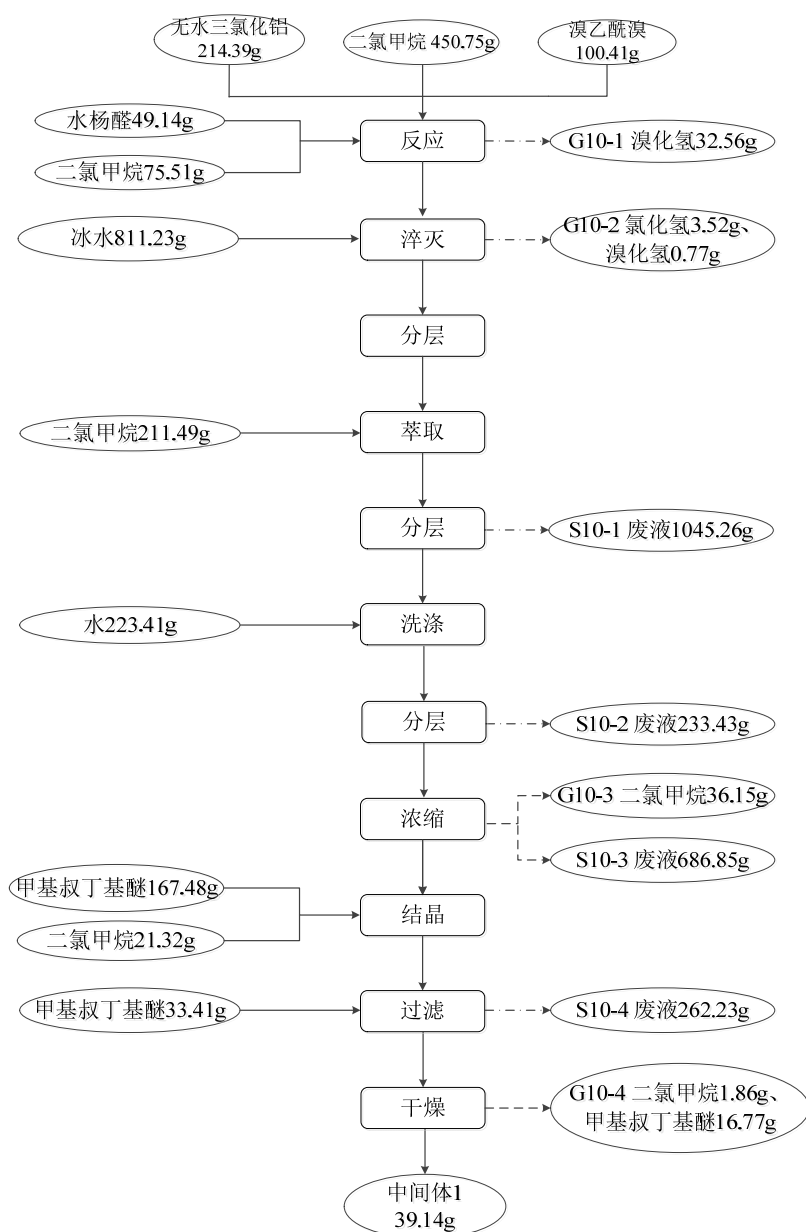 无水三氯化铝
214.39g
二氯甲烷 450.75g
溴乙酰溴
100.41g
水杨醛49.14g
二氯甲烷75.51g
反应
G10-1 溴化氢32.56g
冰水811.23g
淬灭
G10-2 氯化氢3.52g、
溴化氢0.77g
分层
二氯甲烷211.49g
萃取
分层
S10-1 废液1045.26g
水223.41g
洗涤
分层
S10-2 废液233.43g
浓缩
G10-3 二氯甲烷36.15g
S10-3 废液686.85g
甲基叔丁基醚167.48g
二氯甲烷21.32g
结晶
甲基叔丁基醚33.41g
过滤
S10-4 废液262.23g
干燥
G10-4 二氯甲烷1.86g、
甲基叔丁基醚16.77g
中间体1
39.14g